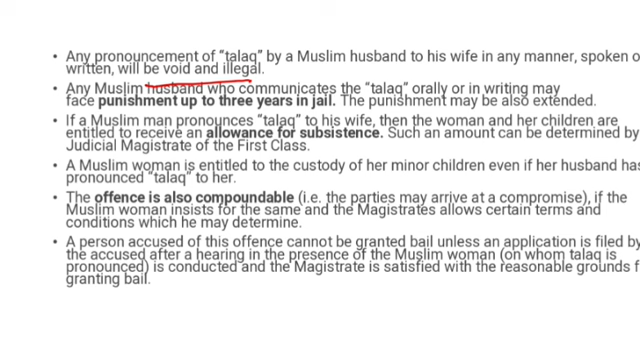 • Any pronouncement of “talaq” by a Muslim husband to his wife in any manner, spoken o
written, will be void and illegal.
• Any Muslim husband who communicates the “talaq” orally or in writing may
face punishment up to three years in jail. The punishment may be also extended.
• If a Muslim man pronounces “talaq” to his wife, then the woman and her children are
entitled to receive an allowance for subsistence. Such an amount can be determined by
Judicial Magistrate of the First Class.
• A Muslim woman is entitled to the custody of her minor children even if her husband has
pronounced “talaq” to her.
• The offence is also compoundable (i.e. the parties may arrive at a compromise), if the
Muslim woman insists for the same and the Magistrates allows certain terms and
conditions which he may determine.
• A person accused of this offence cannot be granted bail unless an application is filed by
the accused after a hearing in the presence of the Muslim woman (on whom talaq is
pronounced) is conducted and the Magistrate is satisfied with the reasonable grounds f
granting bail.